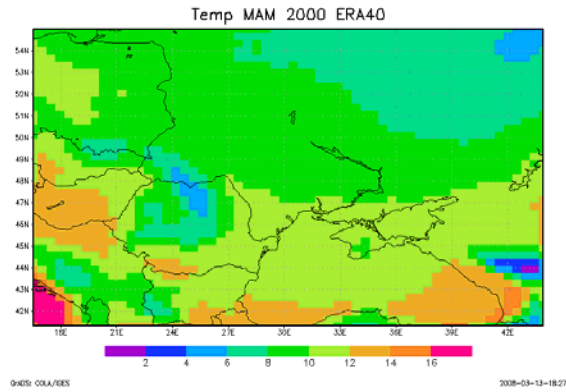 Temp MAM 2000 ERA40
54N
53N
52N
51N
50N
49N
48N
47N
46N
45N
44N
43N
42N
18E 21E 24E 27E 30E 33E 36E 39E 42E
2 4 6 8 10 12 14 16
GrADS: COLA/IGES 2008-03-13-18:27